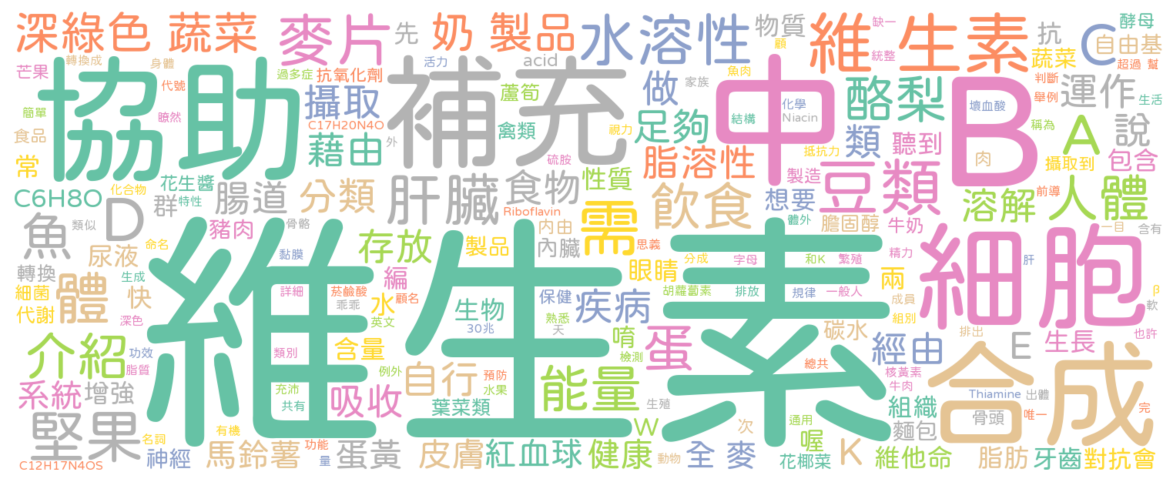 深綠色 蔬菜 麥片 先 奶 製品 水溶性 物質 維 生素 缺一 C 抗 酵母
自由基
芒果 轉換成 身體 過多症 抗氧化劑 活力 acid 家族 魚肉 顧 統整 蔬菜 超過 幫
協助 代號 攝取 補充 蘆筍 做 中 B 化學 酪梨 判斷 運作
簡單 瞭然 C17H20N4O 禽類 足夠 結構 Niacin 填血酸 舉例 生活
食品 藉由 外 視力 抵抗力 類 聽到 A 稱為 說
常 化合物 硫胺 脂溶性 肉 攝取到 包含
C6H8O 花生醬 特性 腸道 分類 肝臟 食物 性質 飲食 想要 製造 豆類 溶解 前導 人體
D 群 Riboflavin 需 體外 膽固醇 牛奶 一目 含有
魚 類似 豬肉 骨骼 存放 製品 內由 內臟 思義 細胞
尿液 命名 黏膜 編 眼睛 分成 字母 和K 繁殖 精力 肝
轉換 生成 詳細 菸鹼酸 顧名 水 生物 保健 疾病 胡蘿蔔素 排放 規律 一般人 兩 成員 β
細菌 體 快 乖乖 英文 30兆 熟悉 天 唷 組別 軟
代謝 深色 維生素 碳水 排出 也許
介紹 功效 類別 含量 例外 檢測 蛋 總共 經由 E 生長
脂質 自行 預防 能量 核黃素 合成
系統 增強 充沛 吸收 水果 生殖 牛肉 Thiamine 出體
共有 葉菜類 組織 骨頭 唯一
堅果 名詞 有機 功能 W 次 通用 喔 麵包 完
C12H17N4OS 神經 馬鈴薯 量 蛋黃 皮膚 紅血球 健康 動物 全 麥 花椰菜 K 維他命 脂肪 牙齒 對抗會